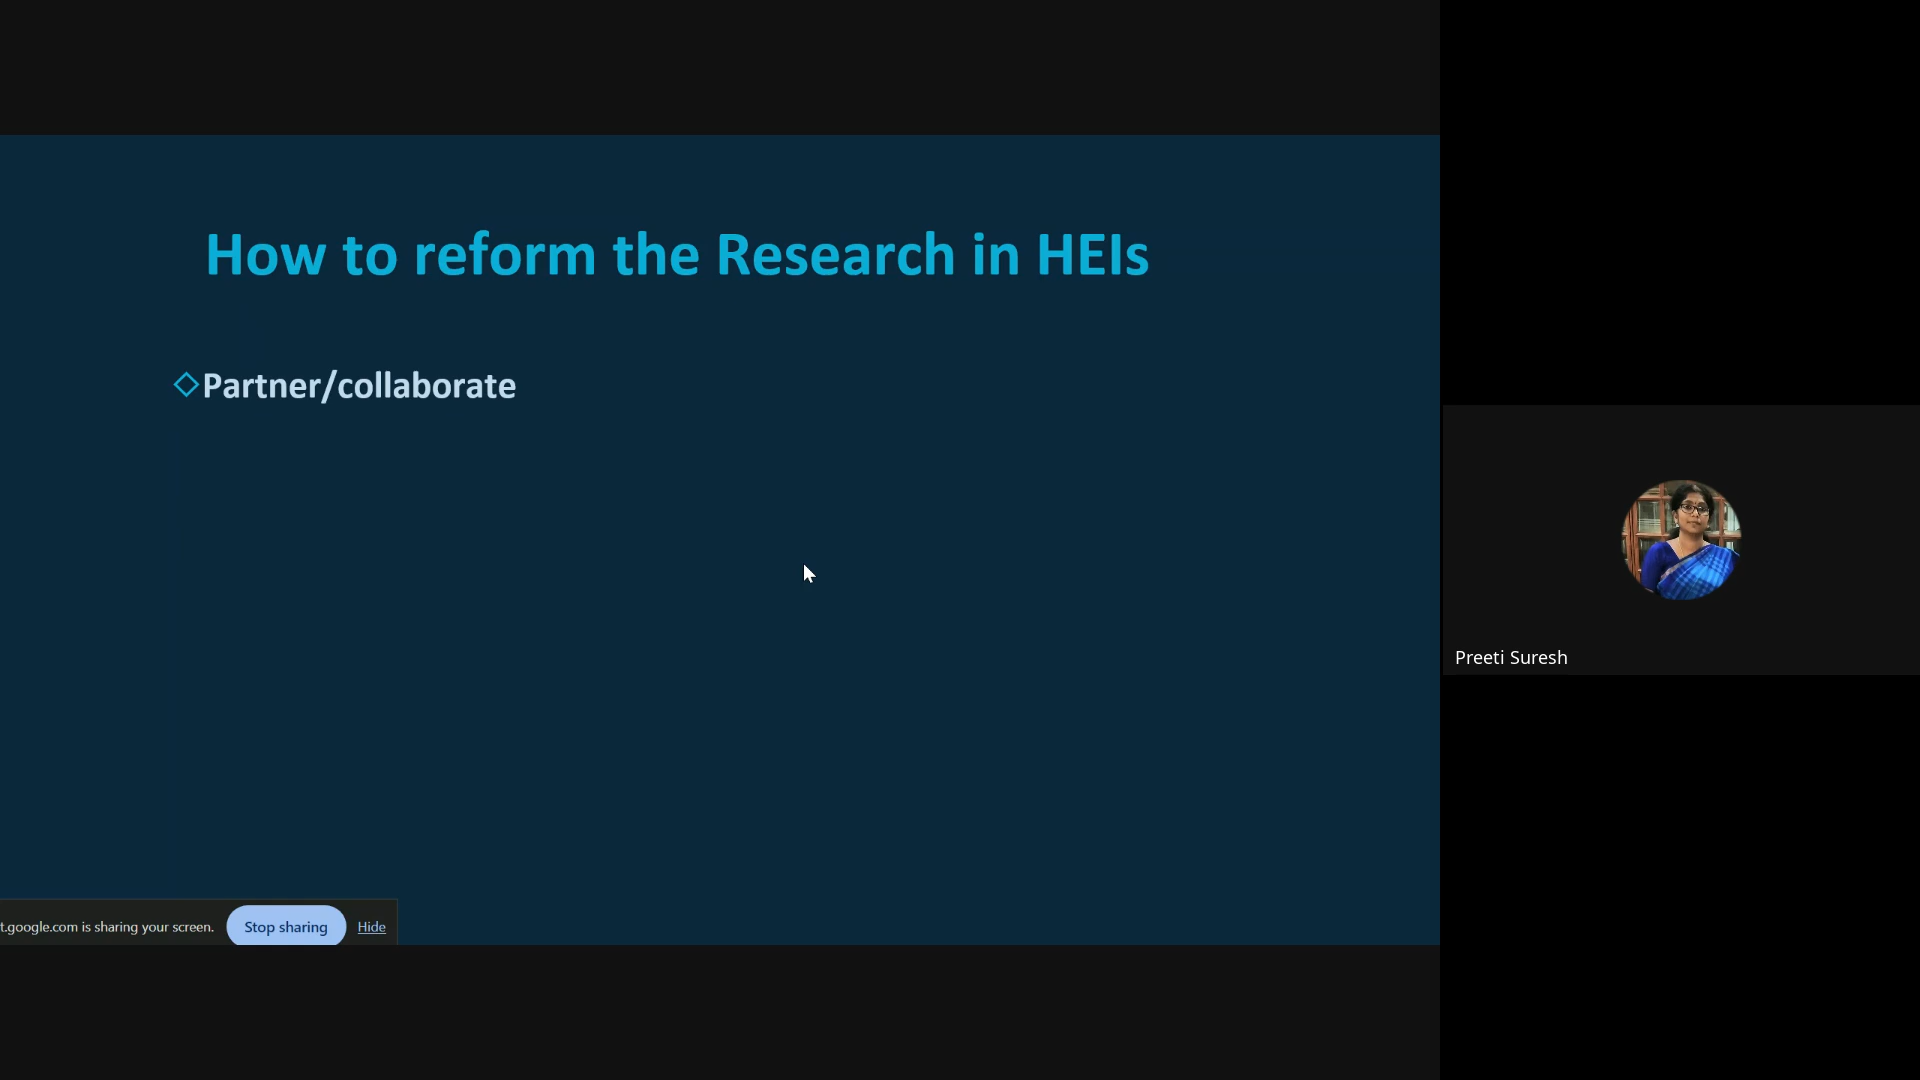 How to reform the Research in HEIs
Partner/collaborate
Preeti Suresh
t.google.com is sharing your screen. Stop sharing Hide